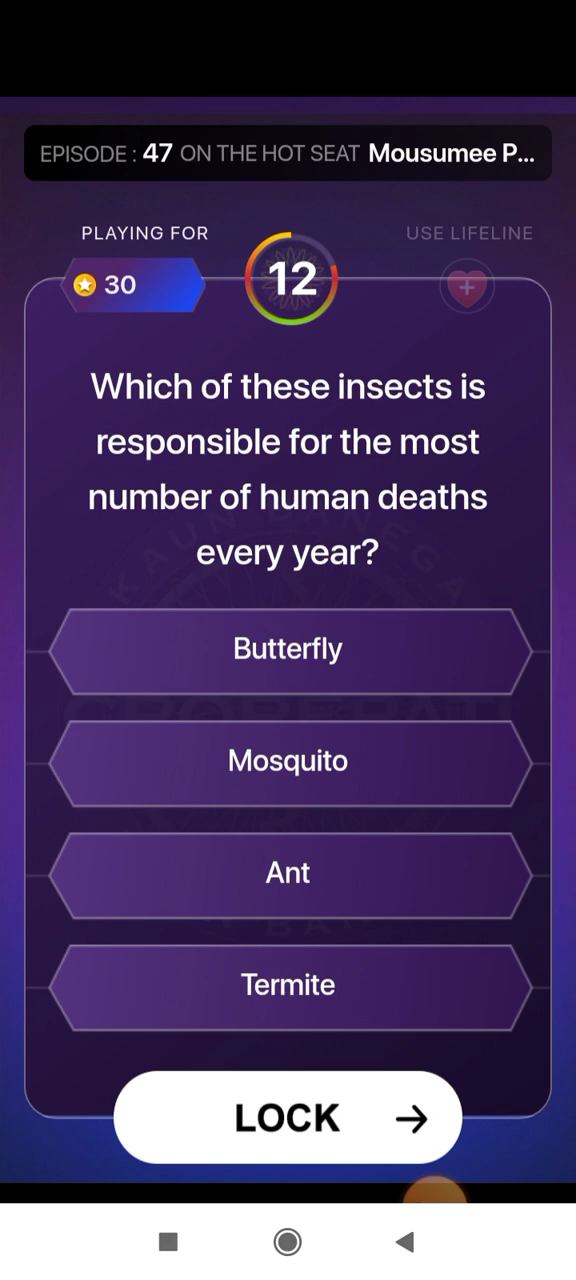 EPISODE : 47 ON THE HOT SEAT Mousumee P...
PLAYING FOR
USE LIFELINE
30
12
Which of these insects is
responsible for the most
number of human deaths
every year?
Butterfly
Mosquito
Ant
Termite
LOCK